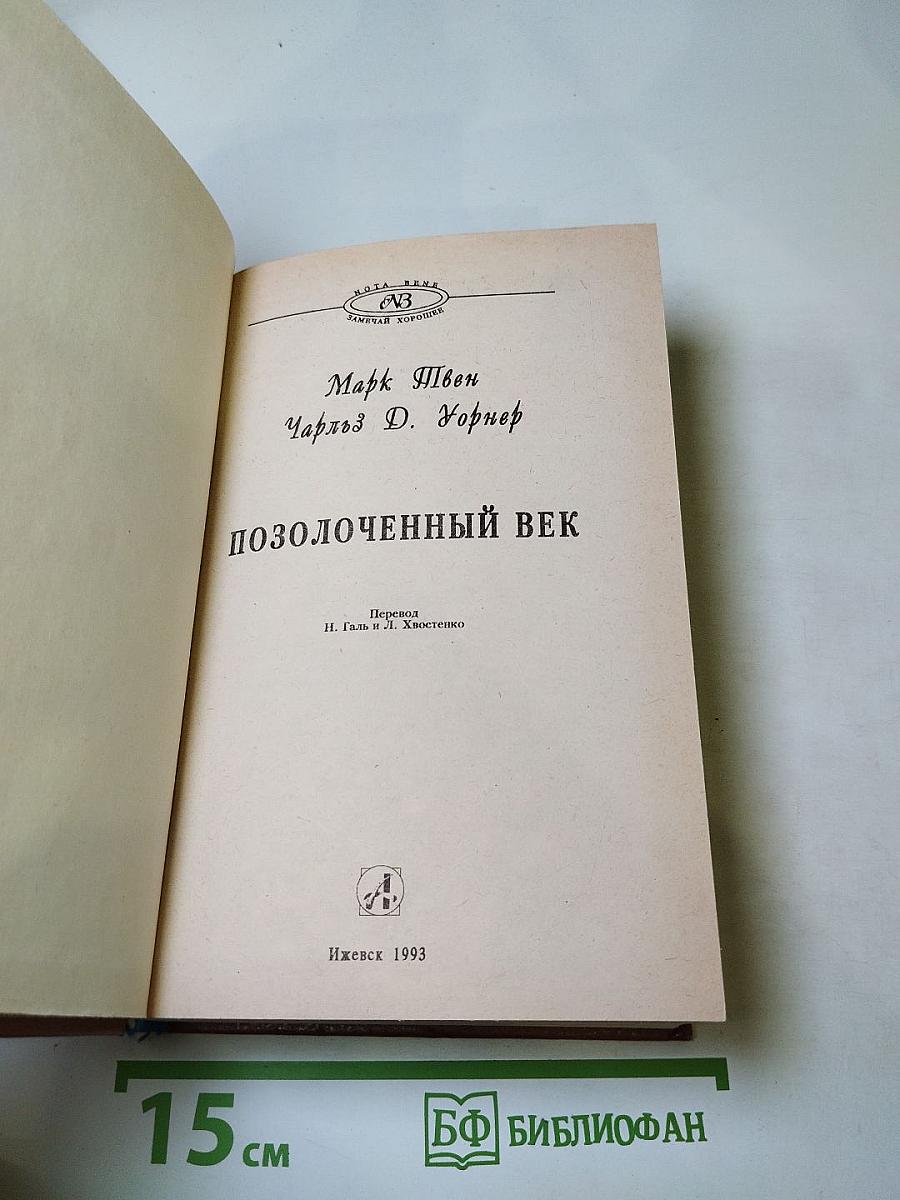 NOTA BENE
NB
ЗАМЕЧАЙ ХОРОШЕЕ
Марк Твен
Чарльз Д. Уорнер
ПОЗОЛОЧЕННЫЙ ВЕК
Перевод
Н. Галь и Л. Хвостенко
А
Ижевск 1993
15 см
БФ БИБЛИОФАН